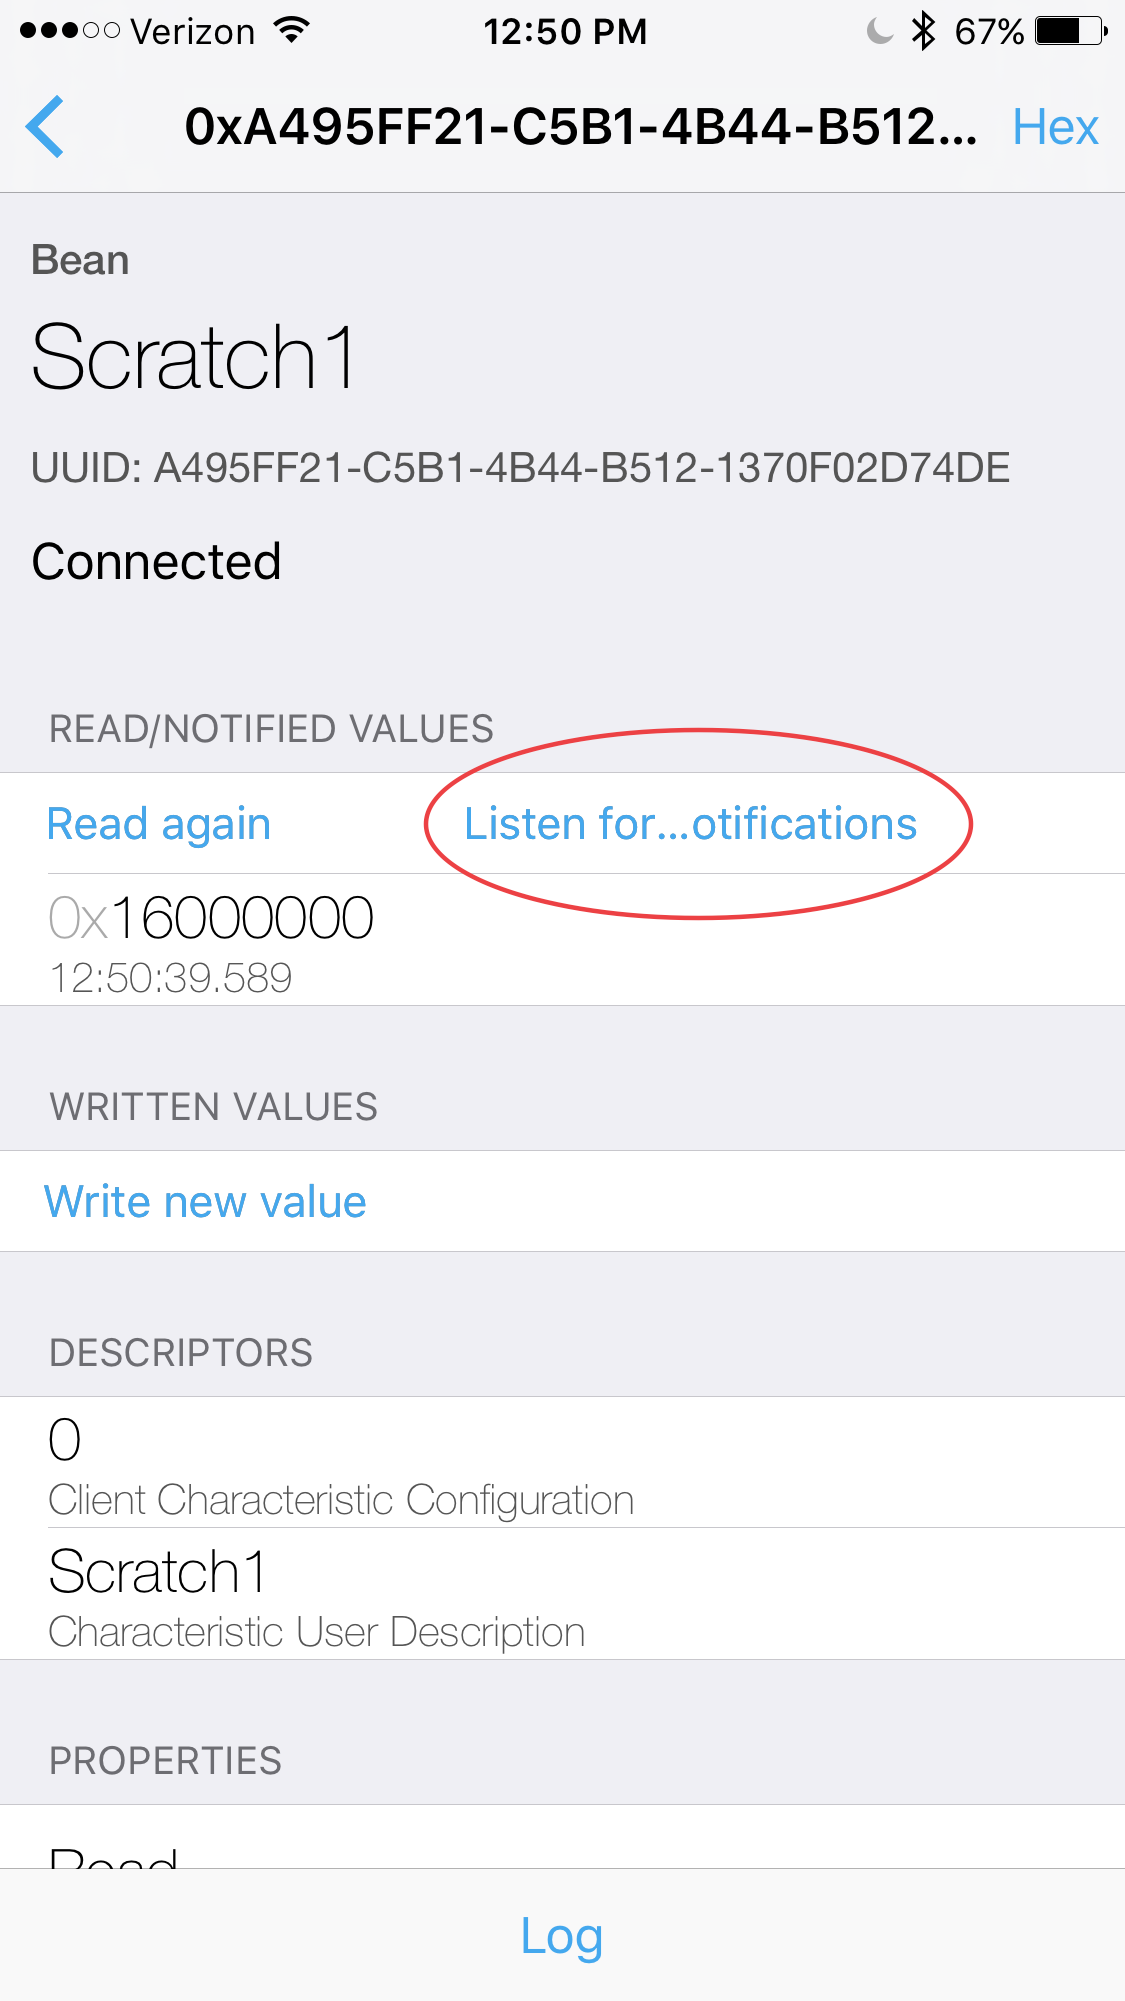 Verizon 12:50 PM 67%
0xA495FF21-C5B1-4B44-B512... Hex
Bean
Scratch1
UUID: A495FF21-C5B1-4B44-B512-1370F02D74DE
Connected
READ/NOTIFIED VALUES
Read again Listen for...otifications
0x16000000
12:50:39.589
WRITTEN VALUES
Write new value
DESCRIPTORS
0
Client Characteristic Configuration
Scratch1
Characteristic User Description
PROPERTIES
Read
Log